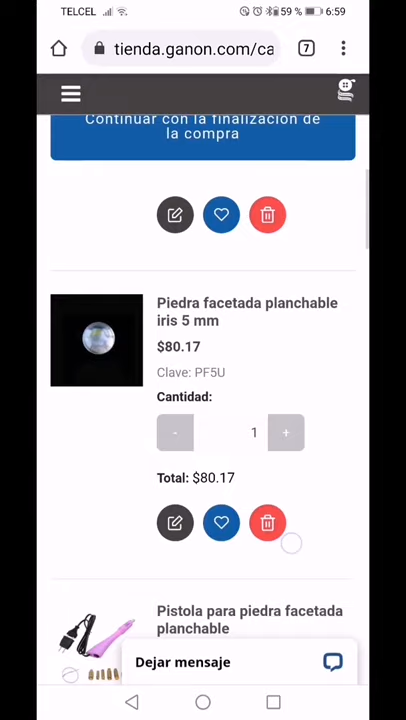 TELCEL
59 % 6:59
tienda.ganon.com/ca
7
Continuar con la finalización de
la compra
Piedra facetada planchable
iris 5 mm
$80.17
Clave: PF5U
Cantidad:
- 1 +
Total: $80.17
Pistola para piedra facetada
planchable
Dejar mensaje